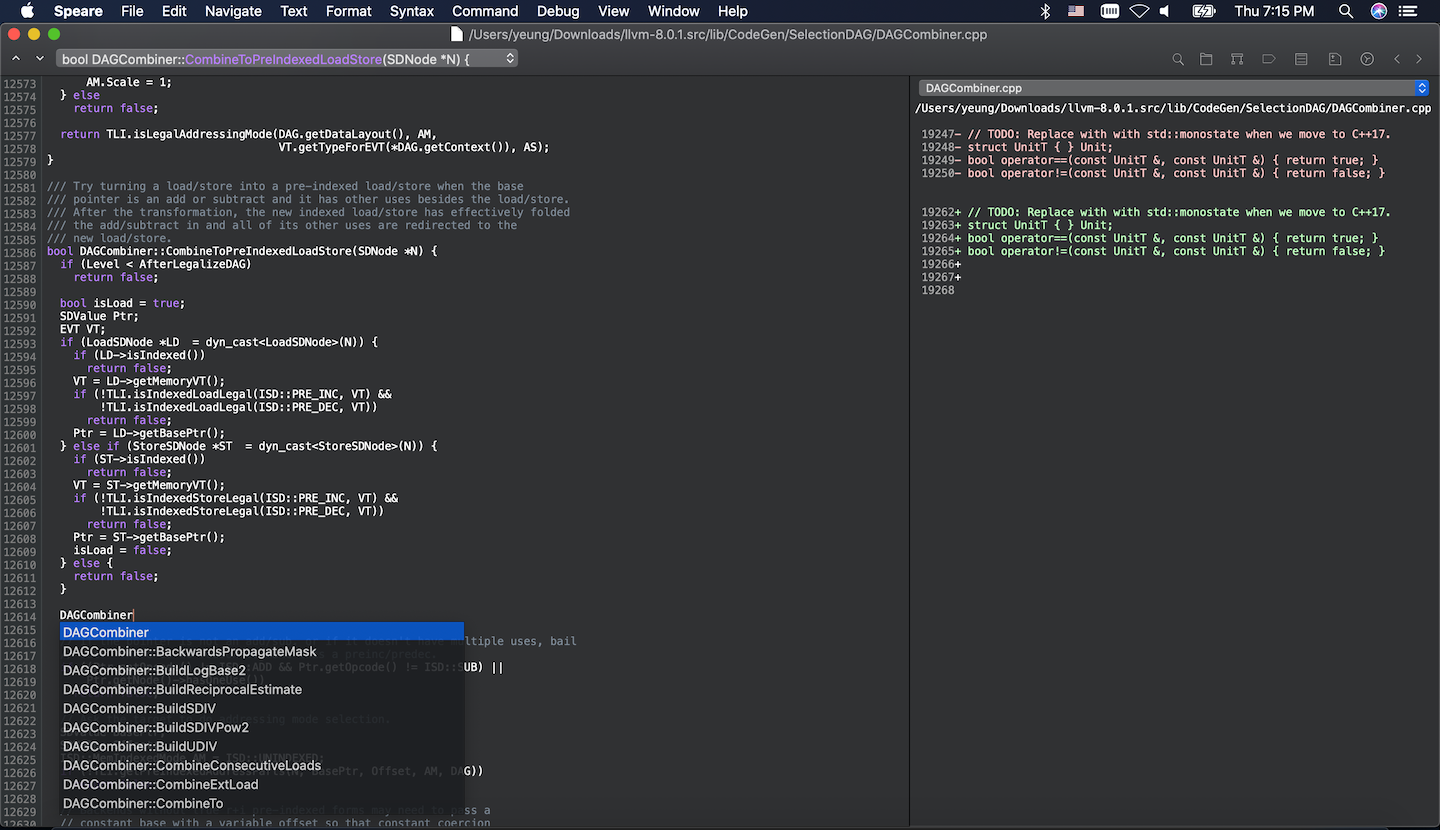 Speare File Edit Navigate Text Format Syntax Command Debug View Window Help Thu 7:15 PM
/Users/yeung/Downloads/llvm-8.0.1.src/lib/CodeGen/SelectionDAG/DAGCombiner.cpp
bool DAGCombiner::CombineToPreIndexedLoadStore(SDNode *N) {
12573 AM.Scale = 1;
12574 } else
12575 return false;
12576
12577 return TLI.isLegalAddressingMode(DAG.getDataLayout(), AM,
12578 VT.getTypeForEVT(*DAG.getContext()), AS);
12579 }
12580
12581 /// Try turning a load/store into a pre-indexed load/store when the base
12582 /// pointer is an add or subtract and it has other uses besides the load/store.
12583 /// After the transformation, the new indexed load/store has effectively folded
12584 /// the add/subtract in and all of its other uses are redirected to the
12585 /// new load/store.
12586 bool DAGCombiner::CombineToPreIndexedLoadStore(SDNode *N) {
12587 if (Level < AfterLegalizeDAG)
12588 return false;
12589
12590 bool isLoad = true;
12591 SDValue Ptr;
12592 EVT VT;
12593 if (LoadSDNode *LD = dyn_cast<LoadSDNode>(N)) {
12594 if (LD->isIndexed())
12595 return false;
12596 VT = LD->getMemoryVT();
12597 if (!TLI.isIndexedLoadLegal(ISD::PRE_INC, VT) &&
12598 !TLI.isIndexedLoadLegal(ISD::PRE_DEC, VT))
12599 return false;
12600 Ptr = LD->getBasePtr();
12601 } else if (StoreSDNode *ST = dyn_cast<StoreSDNode>(N)) {
12602 if (ST->isIndexed())
12603 return false;
12604 VT = ST->getMemoryVT();
12605 if (!TLI.isIndexedStoreLegal(ISD::PRE_INC, VT) &&
12606 !TLI.isIndexedStoreLegal(ISD::PRE_DEC, VT))
12607 return false;
12608 Ptr = ST->getBasePtr();
12609 isLoad = false;
12610 } else {
12611 return false;
12612 }
12613
12614 DAGCombiner
12615
12616 ltiple uses, bail
12617
12618 ADD && Ptr.getOpcode() != ISD::SUB) ||
12619
12620
12621
12622 addressing mode selection.
12623
12624
12625
12626 BasePtr, Offset, AM, DAG))
12627
12628
12629 pre-indexed forms may need to pass a
12630 // constant base with a variable offset so that constant coercion
DAGCombiner
DAGCombiner::BackwardsPropagateMask
DAGCombiner::BuildLogBase2
DAGCombiner::BuildReciprocalEstimate
DAGCombiner::BuildSDIV
DAGCombiner::BuildSDIVPow2
DAGCombiner::BuildUDIV
DAGCombiner::CombineConsecutiveLoads
DAGCombiner::CombineExtLoad
DAGCombiner::CombineTo
DAGCombiner.cpp
/Users/yeung/Downloads/llvm-8.0.1.src/lib/CodeGen/SelectionDAG/DAGCombiner.cpp
19247- // TODO: Replace with with std::monostate when we move to C++17.
19248- struct UnitT { } Unit;
19249- bool operator==(const UnitT &, const UnitT &) { return true; }
19250- bool operator!=(const UnitT &, const UnitT &) { return false; }
19262+ // TODO: Replace with with std::monostate when we move to C++17.
19263+ struct UnitT { } Unit;
19264+ bool operator==(const UnitT &, const UnitT &) { return true; }
19265+ bool operator!=(const UnitT &, const UnitT &) { return false; }
19266+
19267+
19268